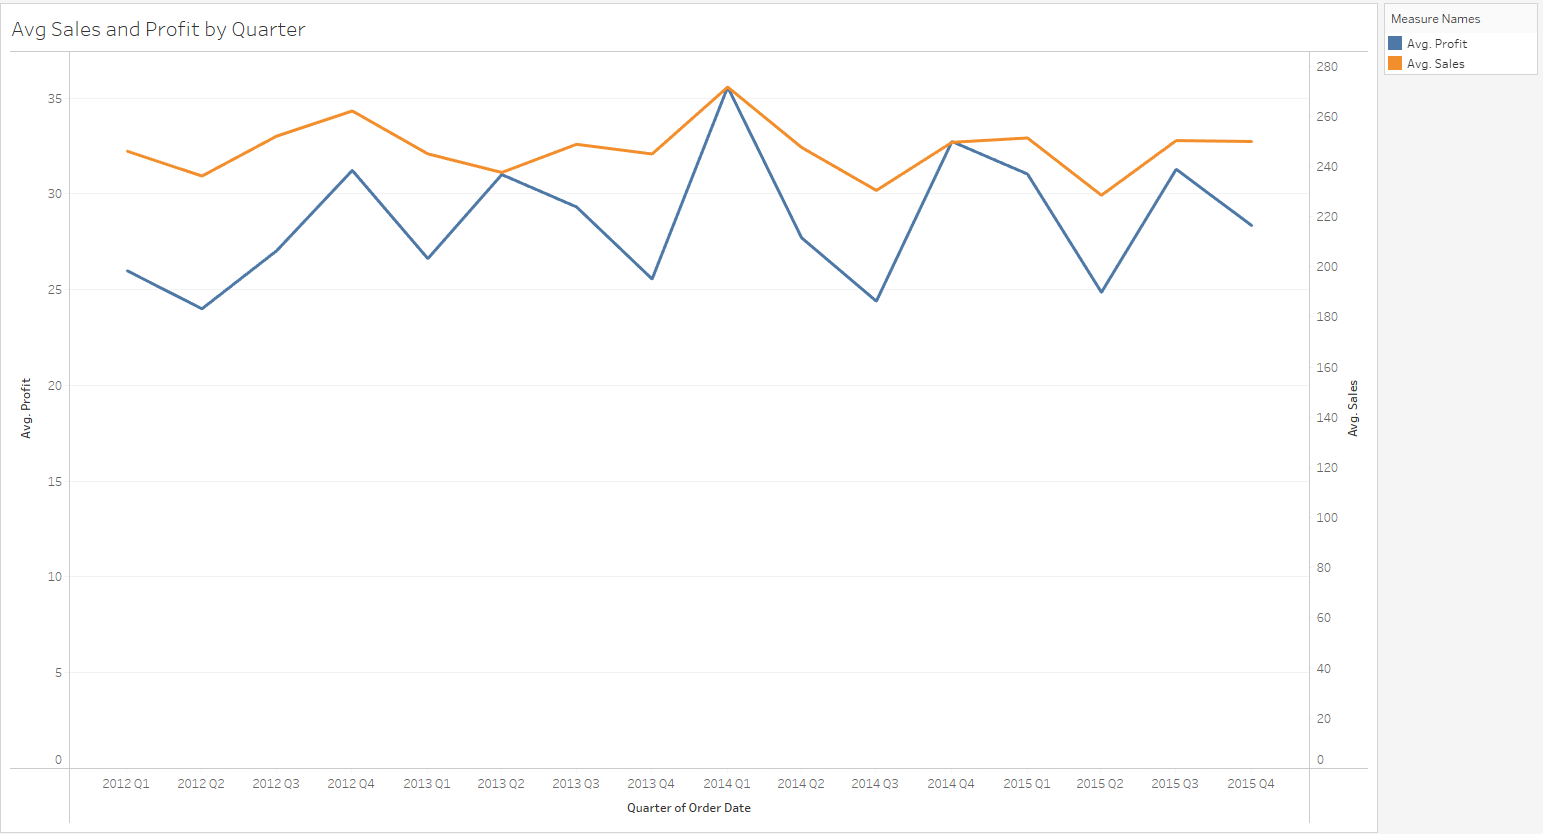 Avg Sales and Profit by Quarter
Measure Names
Avg. Profit
Avg. Sales
35
30
25
20
15
10
5
0
Avg. Profit
280
260
240
220
200
180
160
140
120
100
80
60
40
20
0
Avg. Sales
2012 Q1 2012 Q2 2012 Q3 2012 Q4 2013 Q1 2013 Q2 2013 Q3 2013 Q4 2014 Q1 2014 Q2 2014 Q3 2014 Q4 2015 Q1 2015 Q2 2015 Q3 2015 Q4
Quarter of Order Date